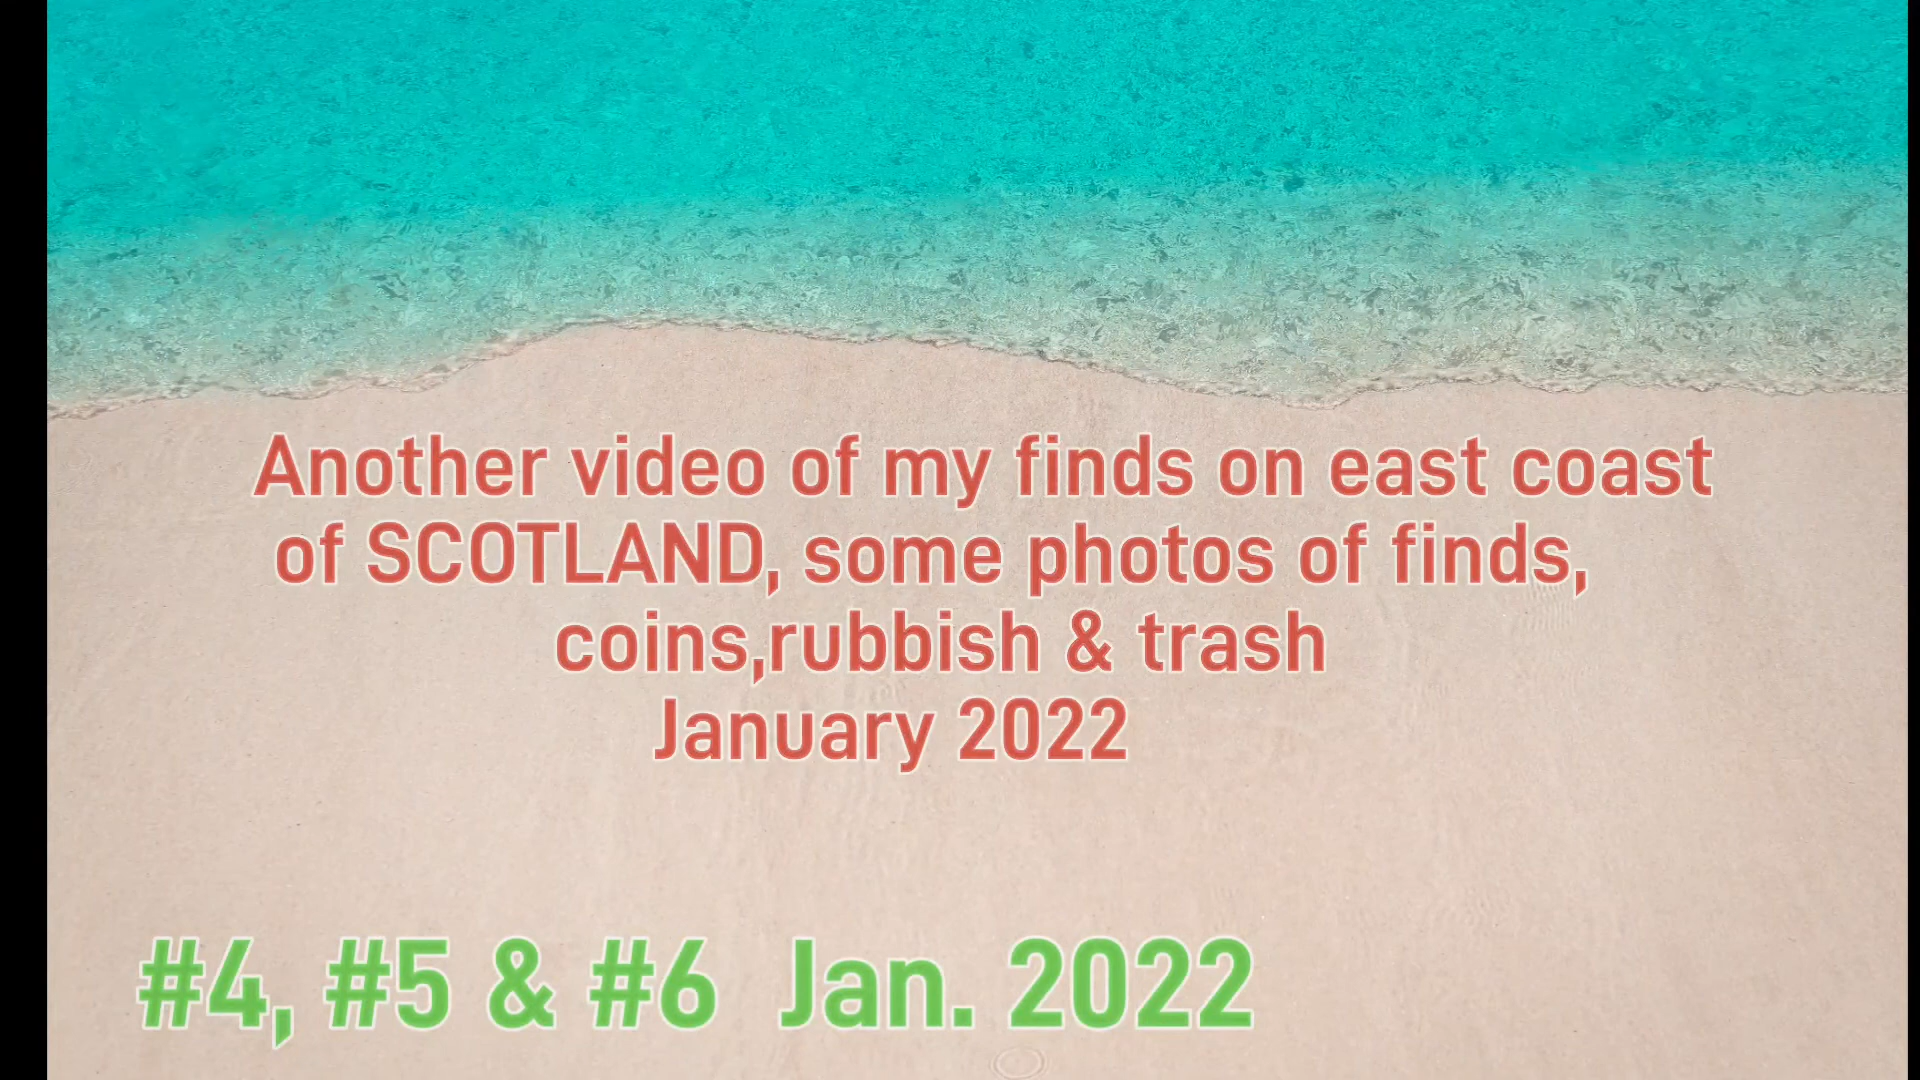 Another video of my finds on east coast
of SCOTLAND, some photos of finds,
coins,rubbish & trash
January 2022
#4, #5 & #6 Jan. 2022